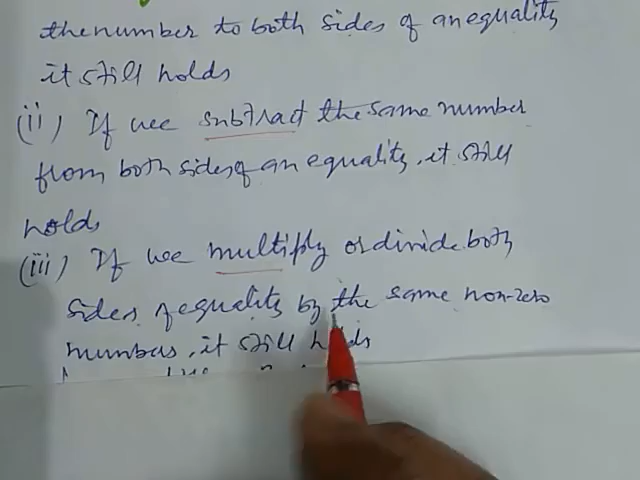 the number to both sides of an equality
it still holds
(ii) If we subtract the same number
from both sides of an equality, it still
holds
(iii) If we multiply or divide both
sides of equality by the same non-zero
number, it still holds